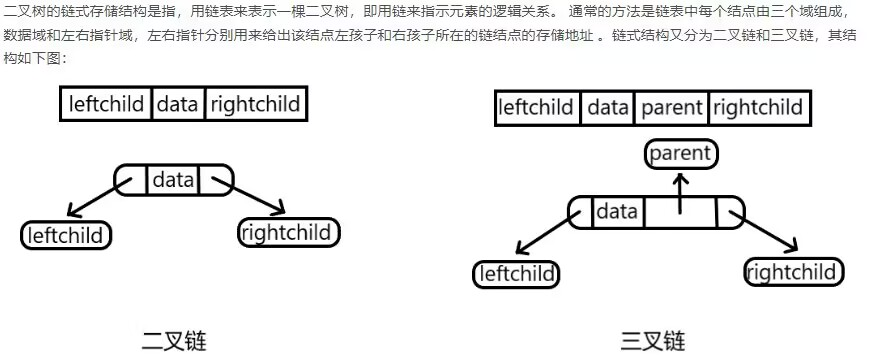 二叉树的链式存储结构是指，用链表来表示一棵二叉树，即用链来指示元素的逻辑关系。 通常的方法是链表中每个结点由三个域组成，
数据域和左右指针域，左右指针分别用来给出该结点左孩子和右孩子所在的链结点的存储地址 。链式结构又分为二叉链和三叉链，其结
构如下图：
leftchild data rightchild
leftchild data parent rightchild
parent
data
data
leftchild
rightchild
leftchild
rightchild
二叉链
三叉链